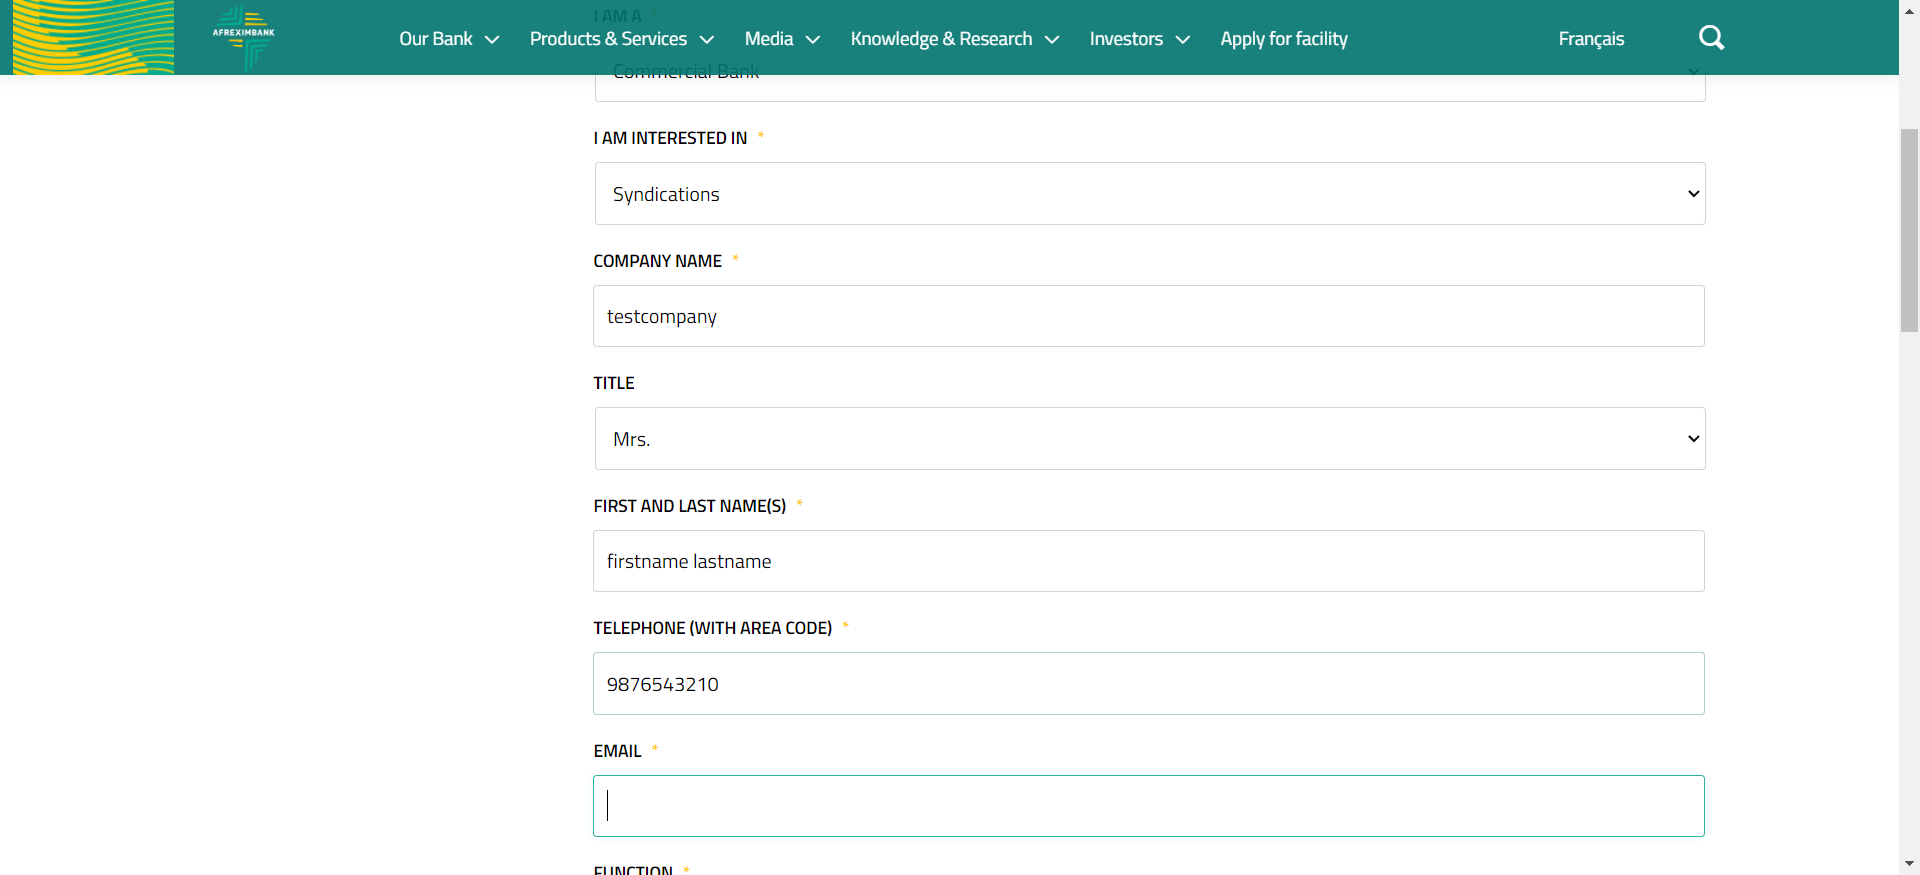 I AM A *
AFREXIMBANK
Our Bank
Products & Services
Media
Knowledge & Research
Investors
Apply for facility
Français
Commercial Bank
I AM INTERESTED IN *
Syndications
COMPANY NAME *
testcompany
TITLE
Mrs.
FIRST AND LAST NAME(S) *
firstname lastname
TELEPHONE (WITH AREA CODE) *
9876543210
EMAIL *
FUNCTION *